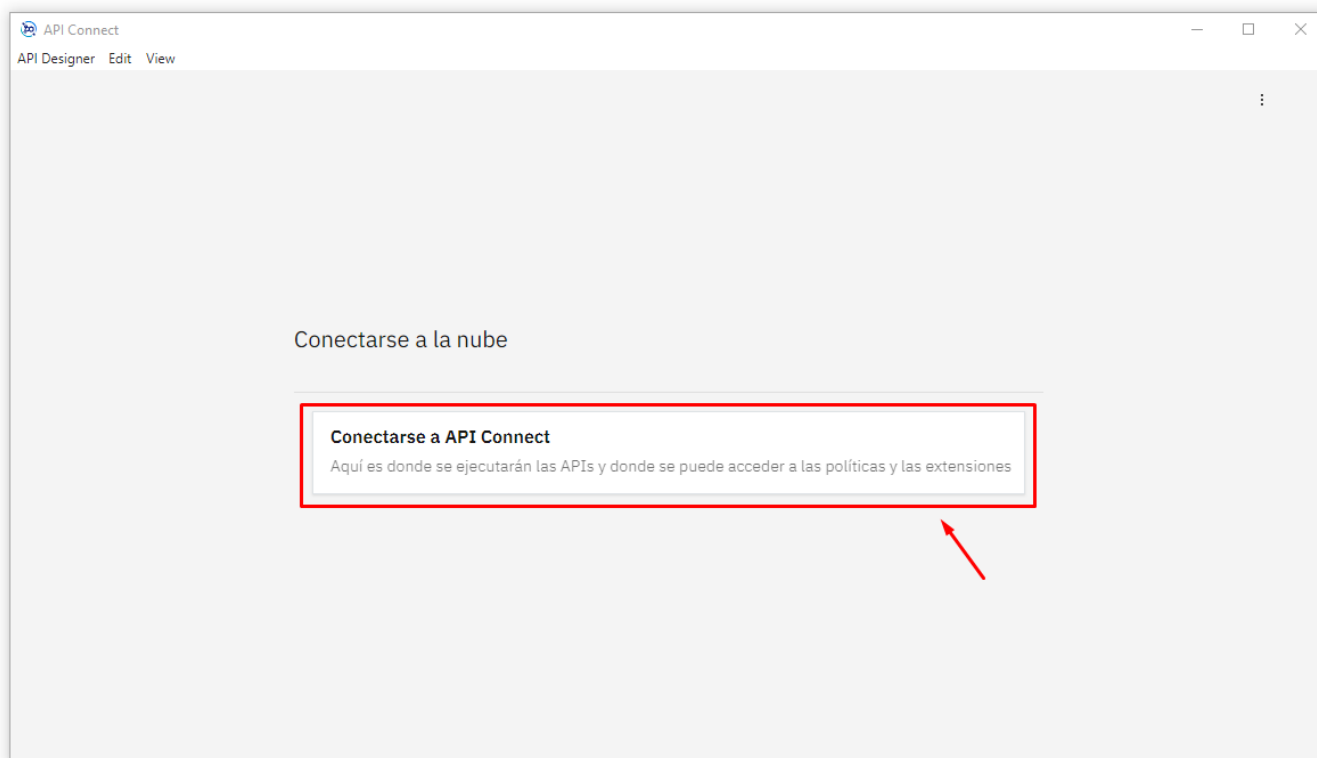 API Connect
API Designer Edit View
Conectarse a la nube
Conectarse a API Connect
Aquí es donde se ejecutarán las APIs y donde se puede acceder a las políticas y las extensiones